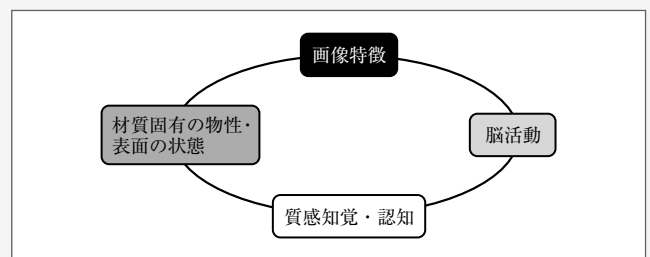 画像特徴
材質固有の物性・
表面の状態
脳活動
質感知覚・認知